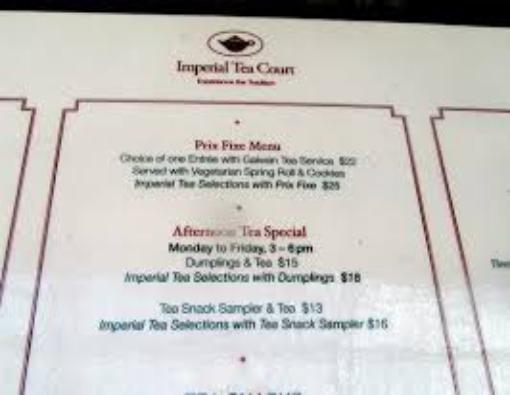 Imperial Tea Court
Experience the Tradition
Prix Fixe Menu
Choice of one Entrée with Gaiwan Tea Service $22
Served with Vegetarian Spring Roll & Cookies
Imperial Tea Selections with Prix Fixe $25
Afternoon Tea Special
Monday to Friday, 3 – 6pm
Dumplings & Tea $15
Imperial Tea Selections with Dumplings $18
Tea Snack Sampler & Tea $13
Imperial Tea Selections with Tea Snack Sampler $16